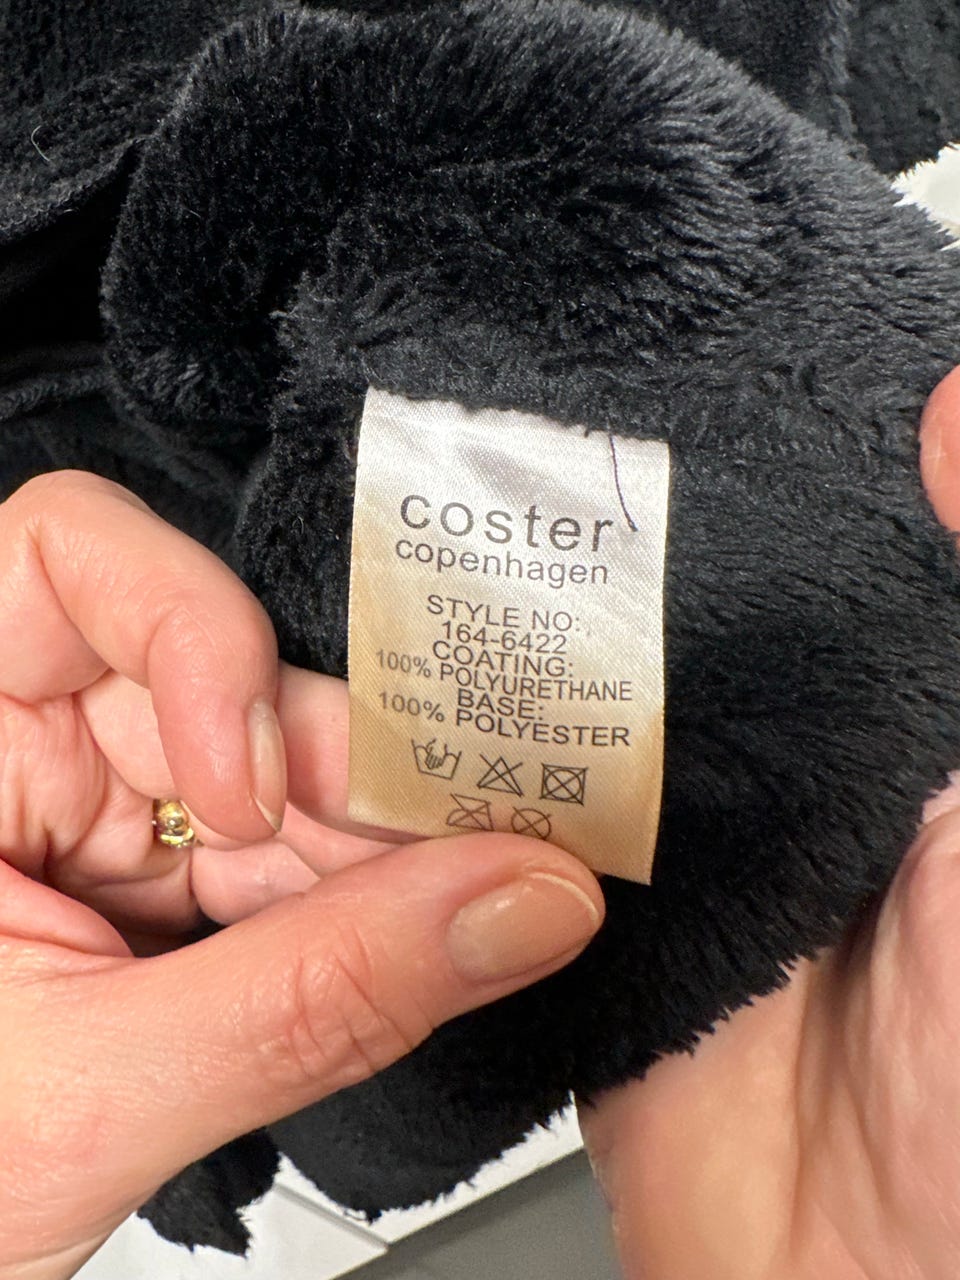 coster
copenhagen
STYLE NO:
164-6422
COATING:
100% POLYURETHANE
BASE:
100% POLYESTER